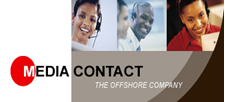 MEDIA CONTACT
THE OFFSHORE COMPANY